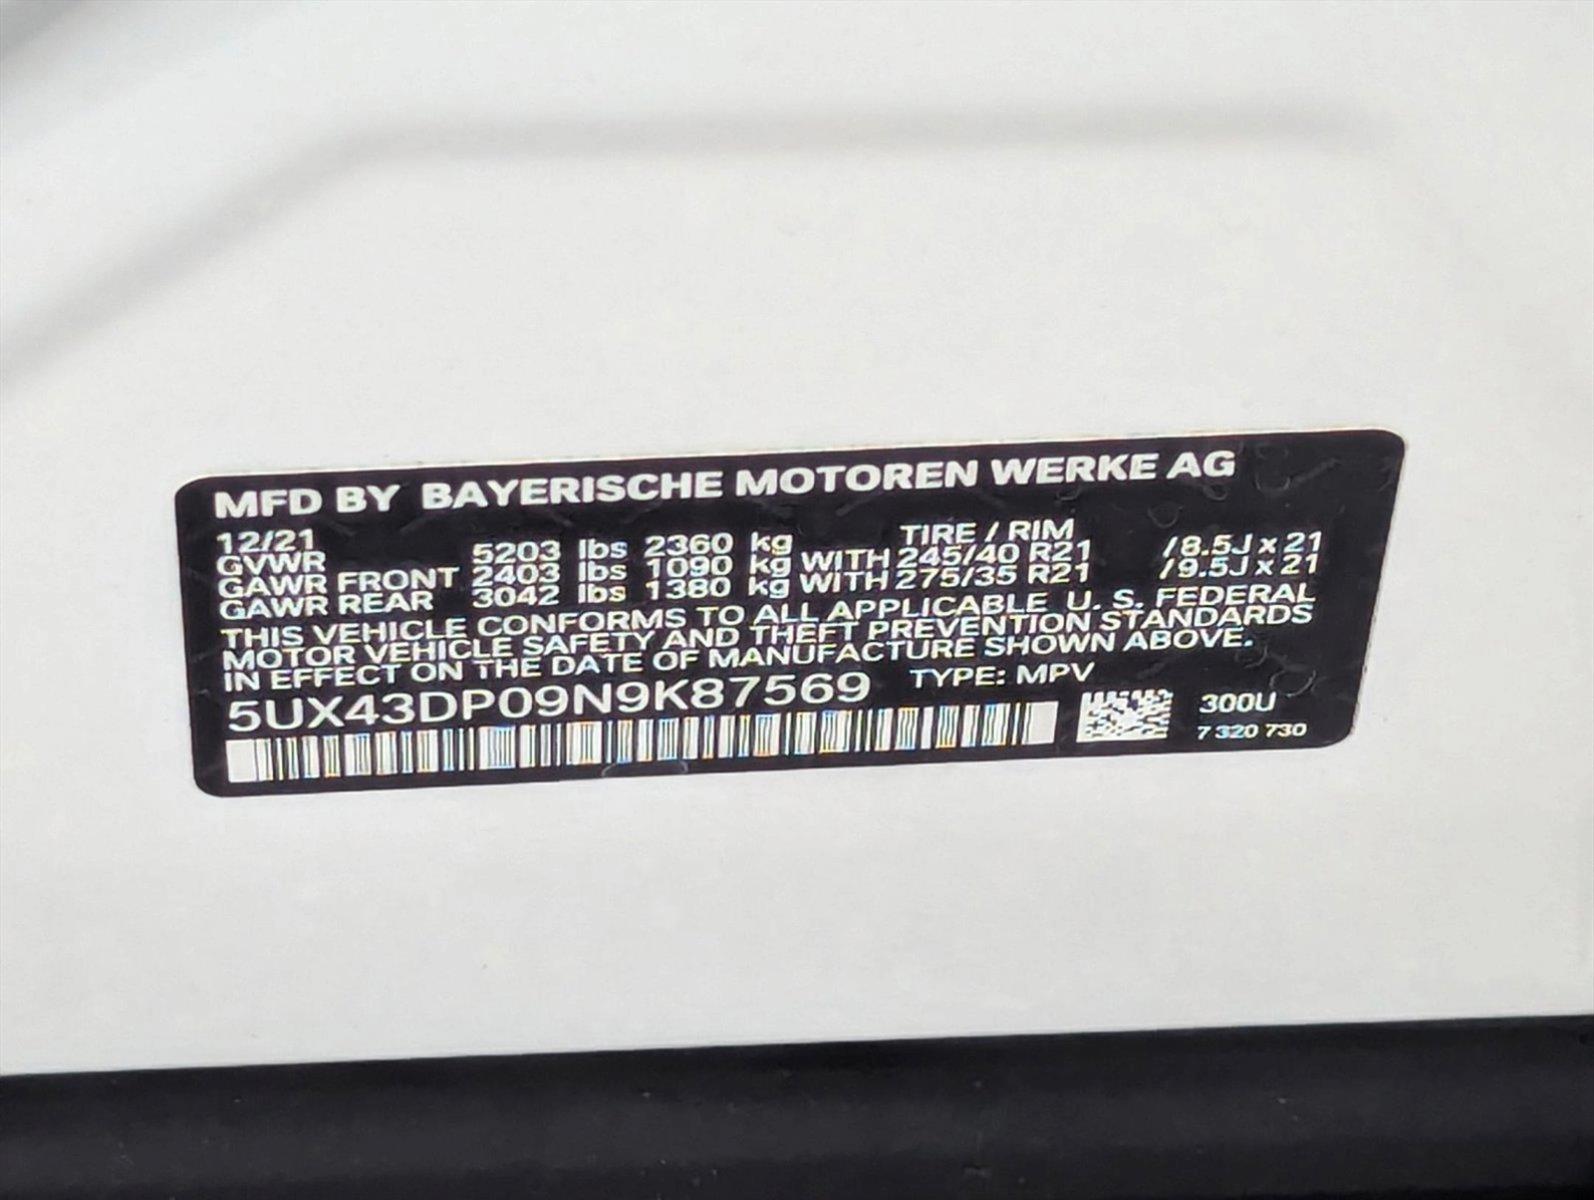 MFD BY BAYERISCHE MOTOREN WERKE AG
12/21 TIRE / RIM
GVWR 5203 lbs 2360 kg
GAWR FRONT 2403 lbs 1090 kg WITH 245/40 R21 / 8.5J x 21
GAWR REAR 3042 lbs 1380 kg WITH 275/35 R21 / 9.5J x 21
THIS VEHICLE CONFORMS TO ALL APPLICABLE U. S. FEDERAL
MOTOR VEHICLE SAFETY AND THEFT PREVENTION STANDARDS
IN EFFECT ON THE DATE OF MANUFACTURE SHOWN ABOVE.
5UX43DP09N9K87569 TYPE: MPV
300U
7 320 730